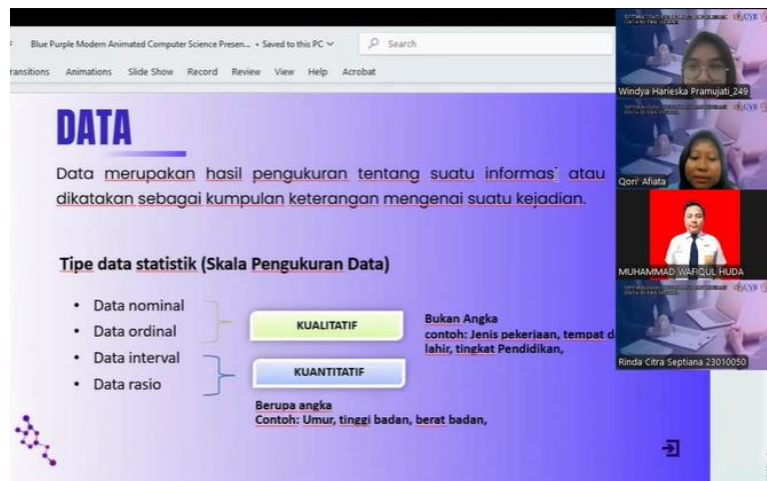 Blue Purple Modern Animated Computer Science Presen... • Saved to this PC
Search
ransitions Animations Slide Show Record Review View Help Acrobat
DATA
Data merupakan hasil pengukuran tentang suatu informasi atau
dikatakan sebagai kumpulan keterangan mengenai suatu kejadian.
Tipe data statistik (Skala Pengukuran Data)
• Data nominal
• Data ordinal
• Data interval
• Data rasio
KUALITATIF
KUANTITATIF
Bukan Angka
contoh: Jenis pekerjaan, tempat d
lahir, tingkat Pendidikan,
Berupa angka
Contoh: Umur, tinggi badan, berat badan,
Windya Harieska Pramujati_249
Qori' Afiata
MUHAMMAD WAFIQUL HUDA
Rinda Citra Septiana 23010050